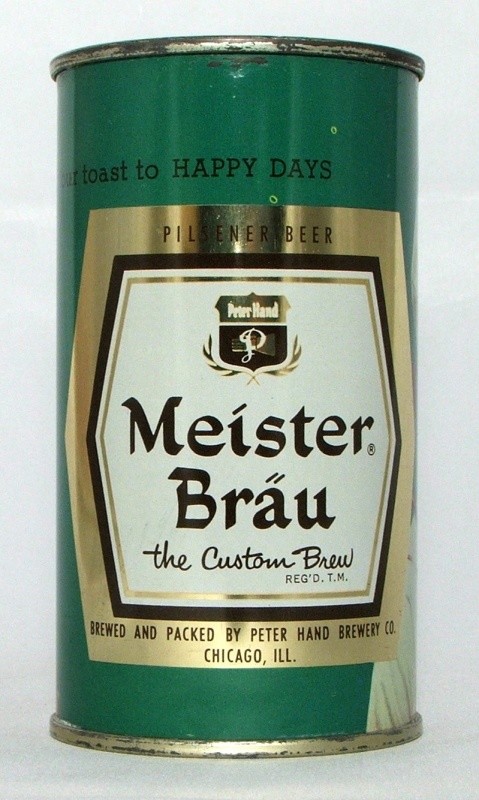 toast to HAPPY DAYS
PILSENER BEER
Peter Hand
Meister®
Bräu
the Custom Brew
REG'D. T.M.
BREWED AND PACKED BY PETER HAND BREWERY CO.
CHICAGO, ILL.